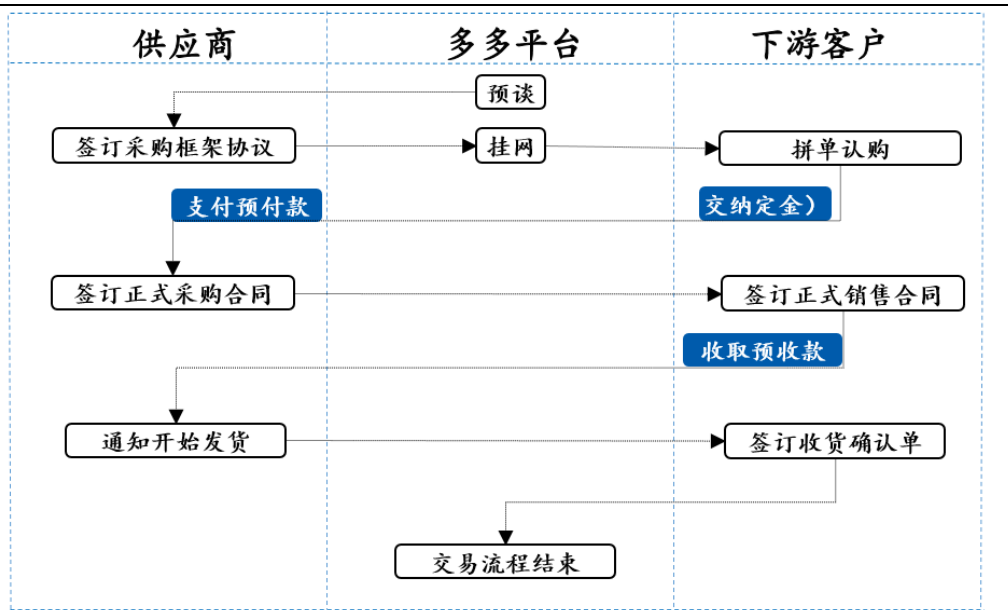 供应商
多多平台
下游客户
预谈
签订采购框架协议
挂网
拼单认购
支付预付款
交纳定金）
签订正式采购合同
签订正式销售合同
收取预收款
通知开始发货
签订收货确认单
交易流程结束